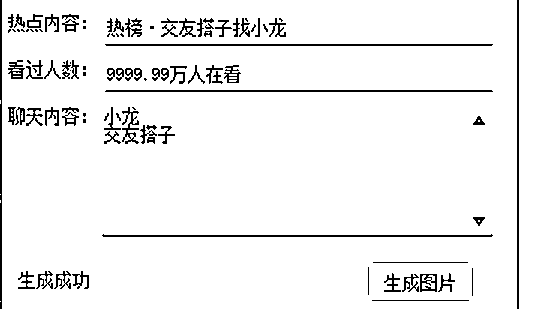 热点内容: 热榜·交友搭子找小龙
看过人数: 9999.99万人在看
聊天内容: 小龙
交友搭子
生成成功 生成图片